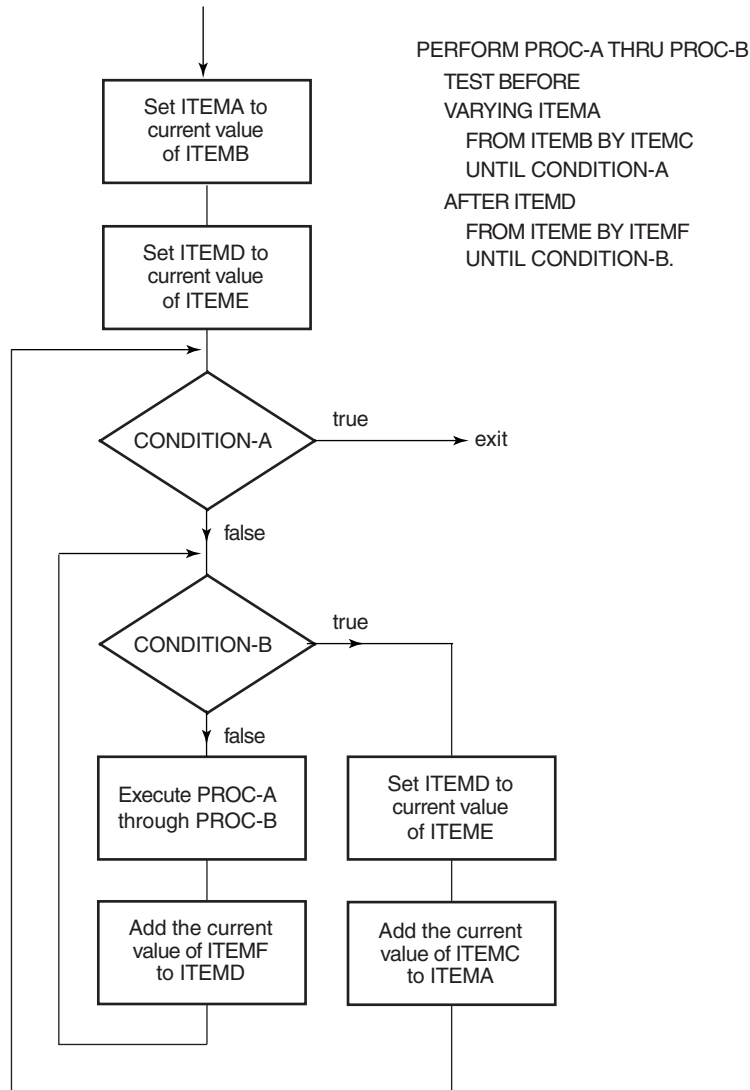 PERFORM PROC-A THRU PROC-B
TEST BEFORE
VARYING ITEMA
FROM ITEMB BY ITEMC
UNTIL CONDITION-A
AFTER ITEMD
FROM ITEME BY ITEMF
UNTIL CONDITION-B.
Set ITEMA to
current value
of ITEMB
Set ITEMD to
current value
of ITEME
CONDITION-A
true
exit
false
CONDITION-B
true
false
Execute PROC-A
through PROC-B
Set ITEMD to
current value
of ITEME
Add the current
value of ITEMF
to ITEMD
Add the current
value of ITEMC
to ITEMA